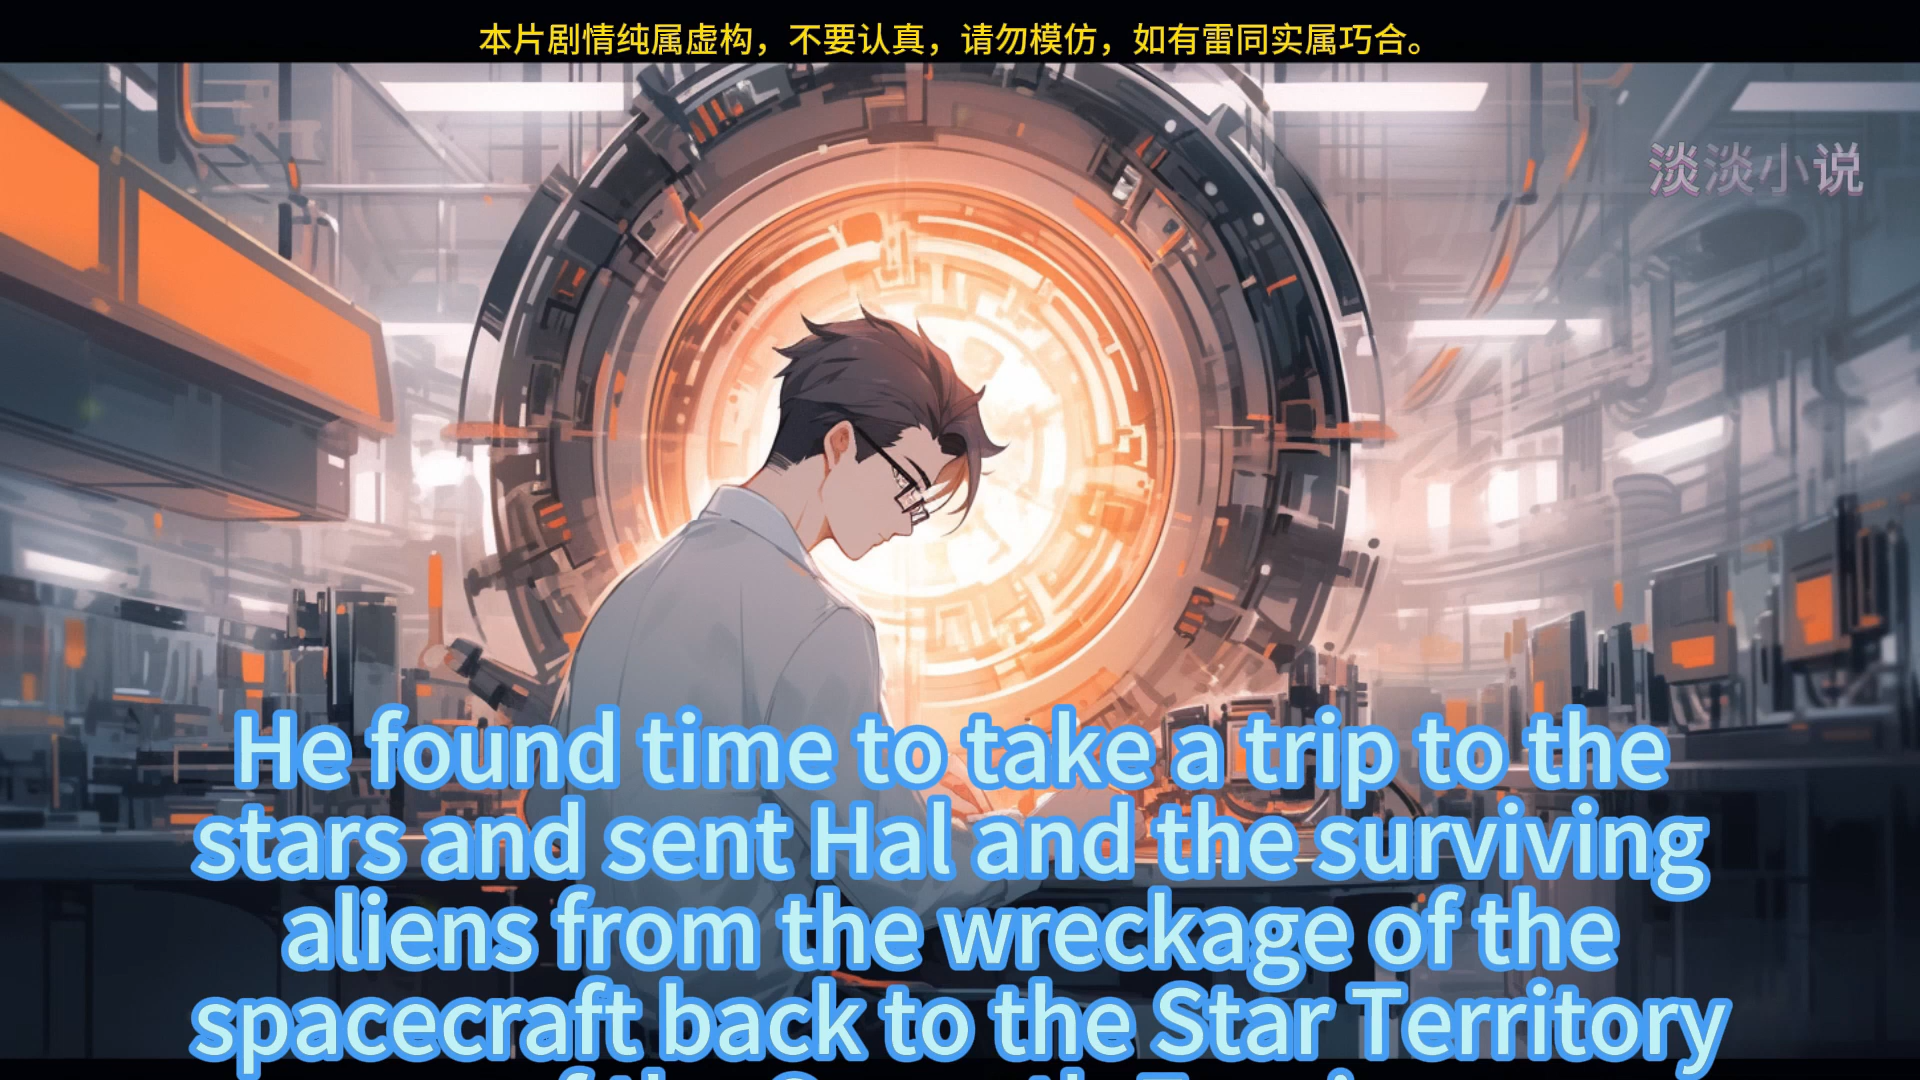 本片剧情纯属虚构，不要认真，请勿模仿，如有雷同实属巧合。
淡淡小说
He found time to take a trip to the
stars and sent Hal and the surviving
aliens from the wreckage of the
spacecraft back to the Star Territory
of the